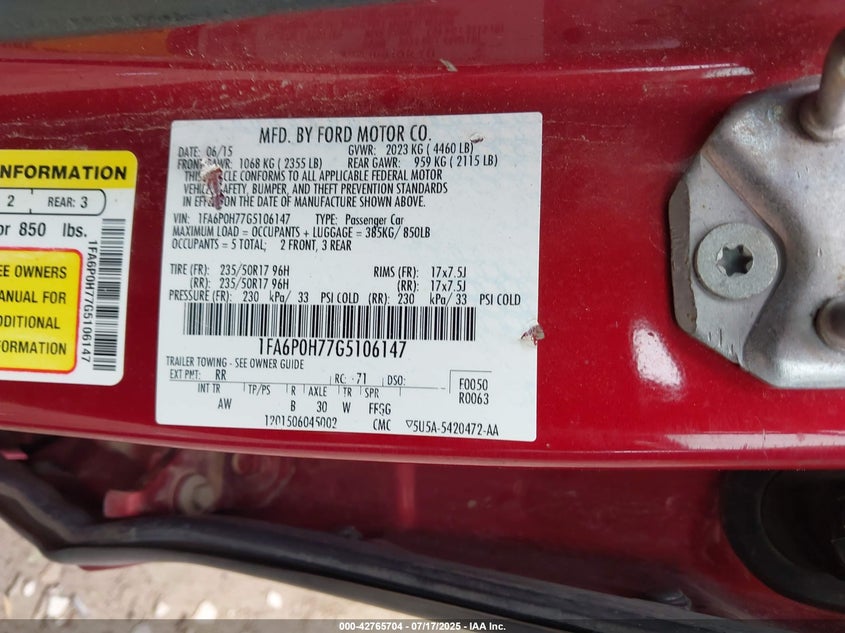 MFD. BY FORD MOTOR CO.
DATE: 06/15 GVWR: 2023 KG ( 4460 LB)
FRONT GAWR: 1068 KG ( 2355 LB) REAR GAWR: 959 KG ( 2115 LB)
THIS VEHICLE CONFORMS TO ALL APPLICABLE FEDERAL MOTOR
VEHICLE SAFETY, BUMPER, AND THEFT PREVENTION STANDARDS
IN EFFECT ON THE DATE OF MANUFACTURE SHOWN ABOVE.
VIN: 1FA6P0H77G5106147 TYPE: Passenger Car
MAXIMUM LOAD = OCCUPANTS + LUGGAGE = 385KG/ 850LB
OCCUPANTS = 5 TOTAL; 2 FRONT, 3 REAR
TIRE (FR): 235/50R17 96H RIMS (FR): 17x7.5J
(RR): 235/50R17 96H (RR): 17x7.5J
PRESSURE (FR): 230 kPa/ 33 PSI COLD (RR): 230 kPa/ 33 PSI COLD
1FA6P0H77G5106147
TRAILER TOWING - SEE OWNER GUIDE
EXT PNT: RR RC: 71 DSO: F0050
INT TR TP/PS R AXLE TR SPR R0063
AW B 30 W FFGG
1201506045002 CMC 5U5A-5420472-AA
INFORMATION
2 REAR: 3
or 850 lbs.
EE OWNERS
ANUAL FOR
DDITIONAL
FORMATION
1FA6P0H77G5106147
000-42765704 - 07/17/2025 - IAA Inc.